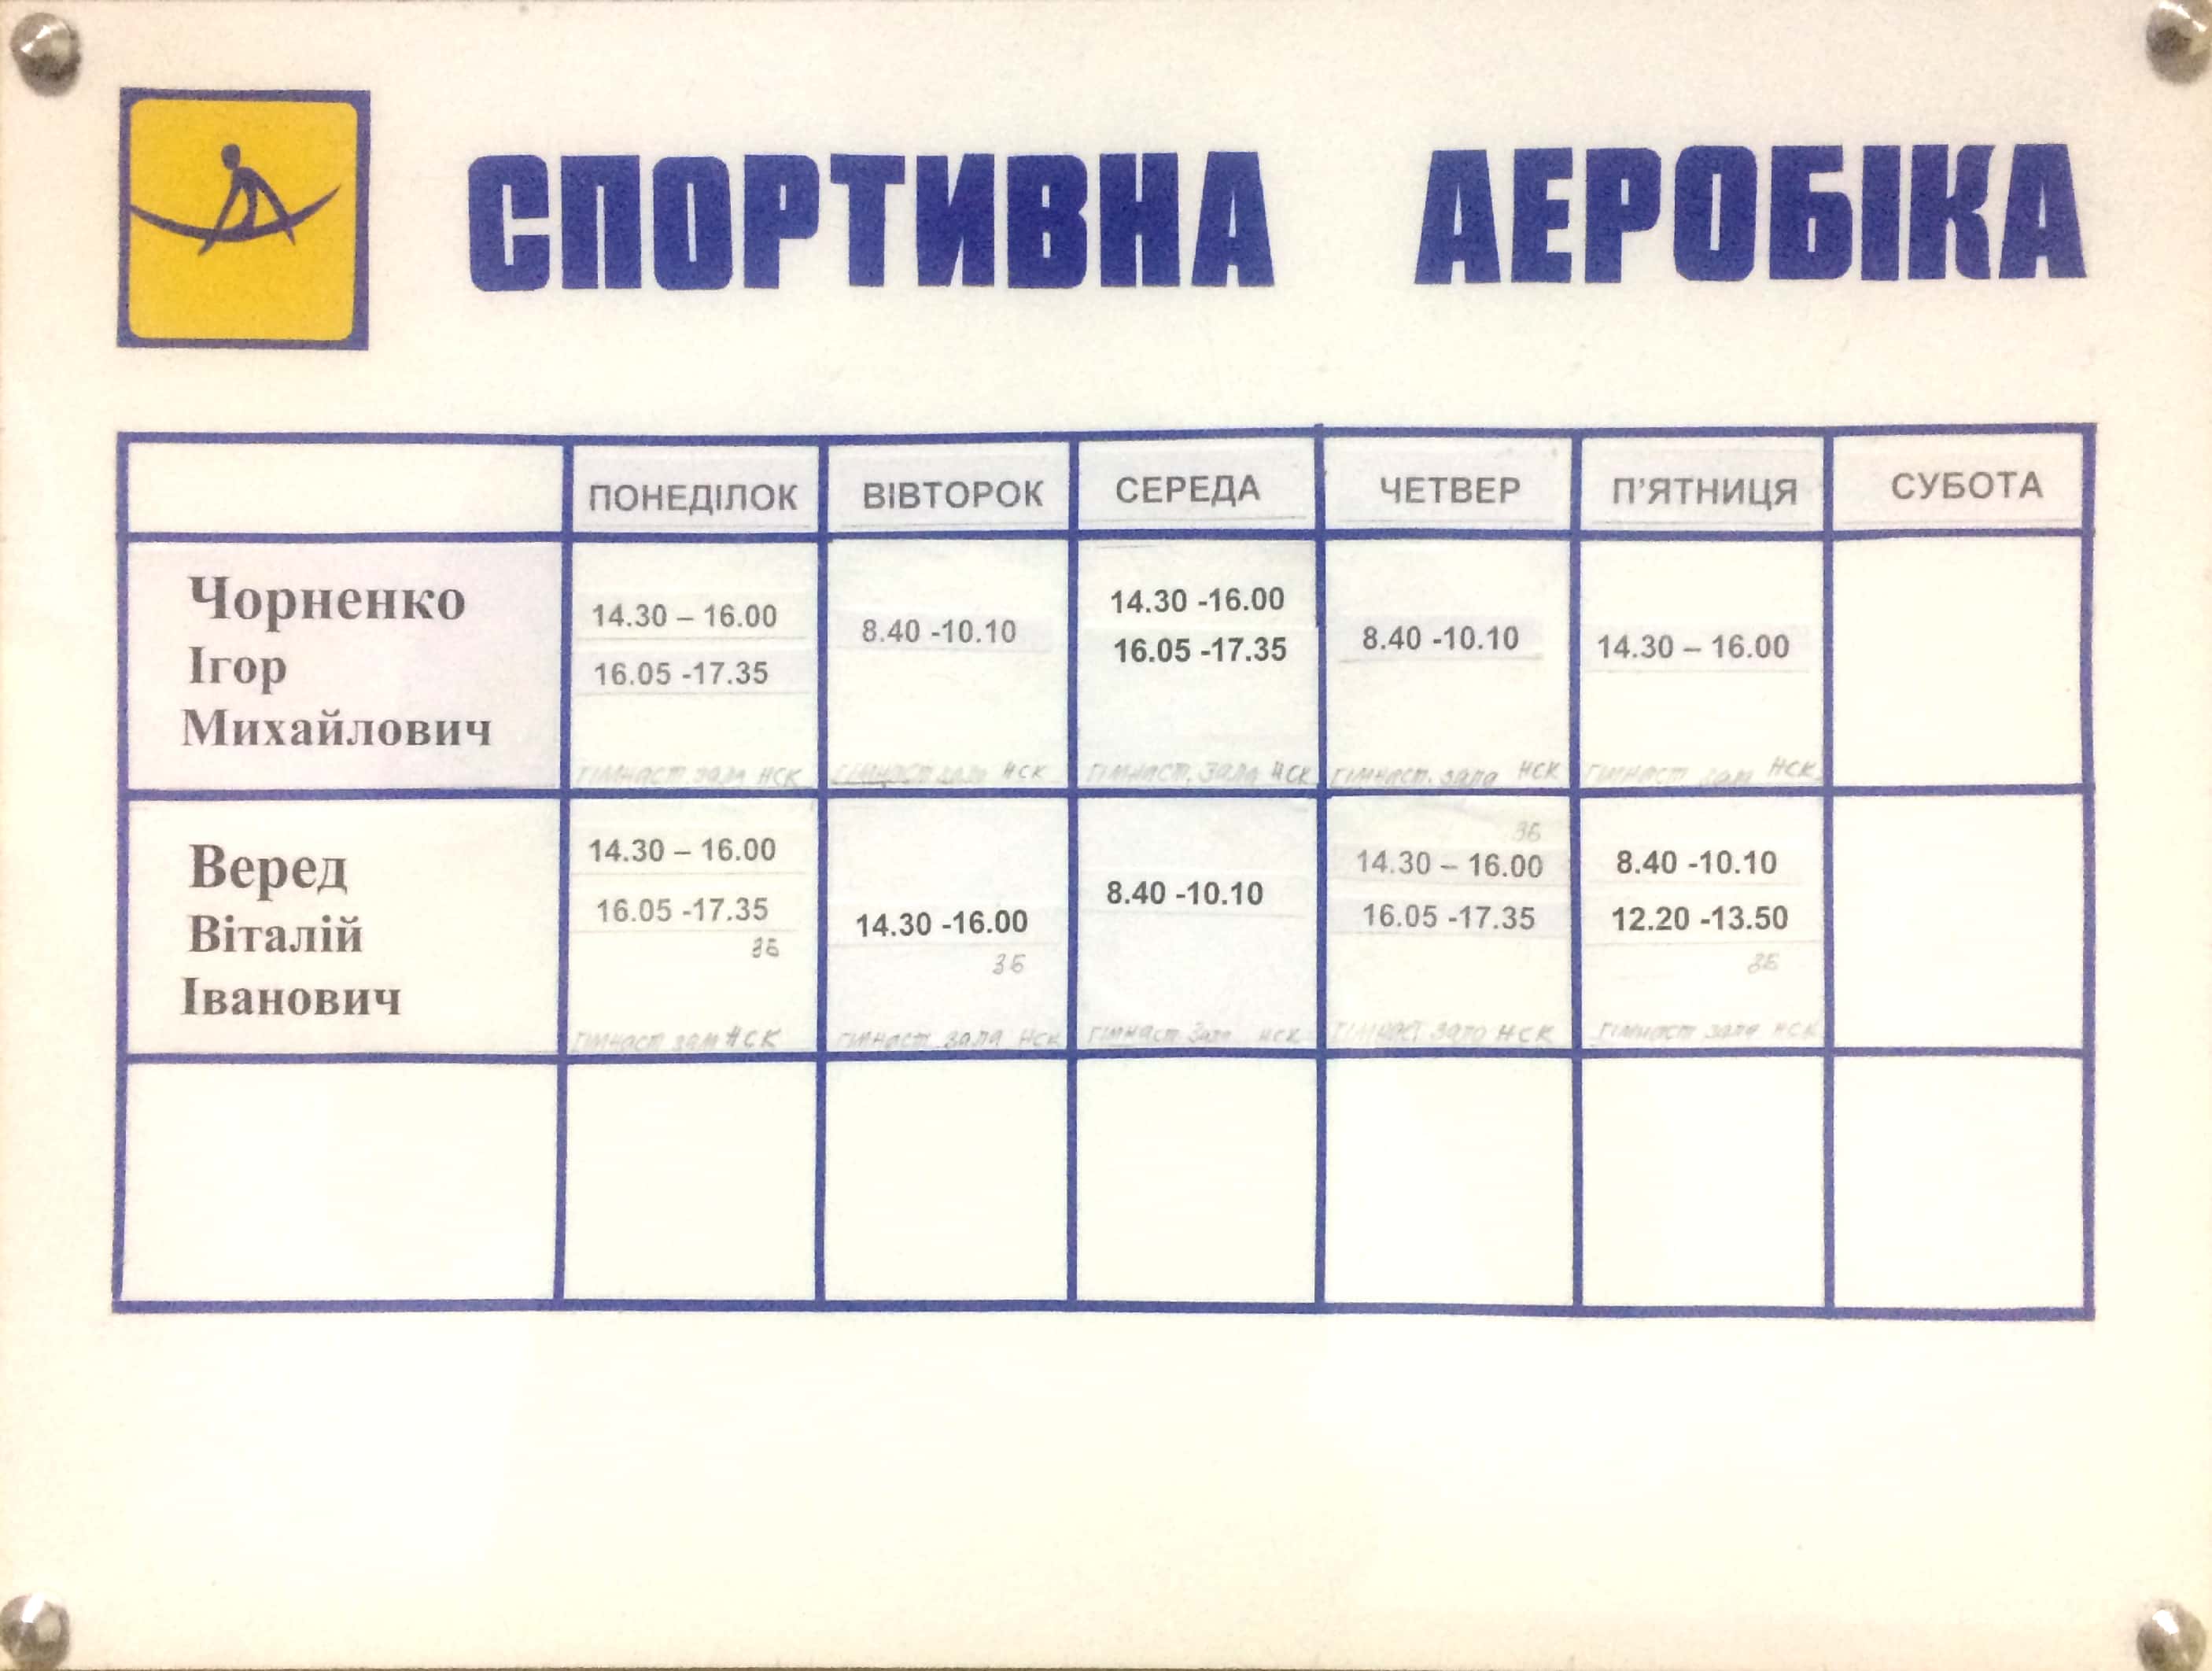 СПОРТИВНА АЕРОБІКА
ПОНЕДІЛОК ВІВТОРОК СЕРЕДА ЧЕТВЕР П'ЯТНИЦЯ СУБОТА
Чорненко
Ігор
Михайлович
14.30 – 16.00
16.05 -17.35
гімнаст. зала НСК
8.40 -10.10
гімнаст. зала НСК
14.30 -16.00
16.05 -17.35
гімнаст. зала НСК
8.40 -10.10
гімнаст. зала НСК
14.30 – 16.00
гімнаст зала НСК
Веред
Віталій
Іванович
14.30 – 16.00
16.05 -17.35
ЗБ
гімнаст зала НСК
14.30 -16.00
ЗБ
гімнаст. зала НСК
8.40 -10.10
гімнаст зала НСК
ЗБ
14.30 – 16.00
16.05 -17.35
гімнаст зала НСК
8.40 -10.10
12.20 -13.50
ЗБ
гімнаст зала НСК